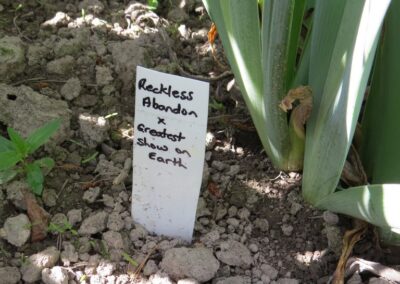 Reckless
Abandon
x
Greatest
Show on
Earth